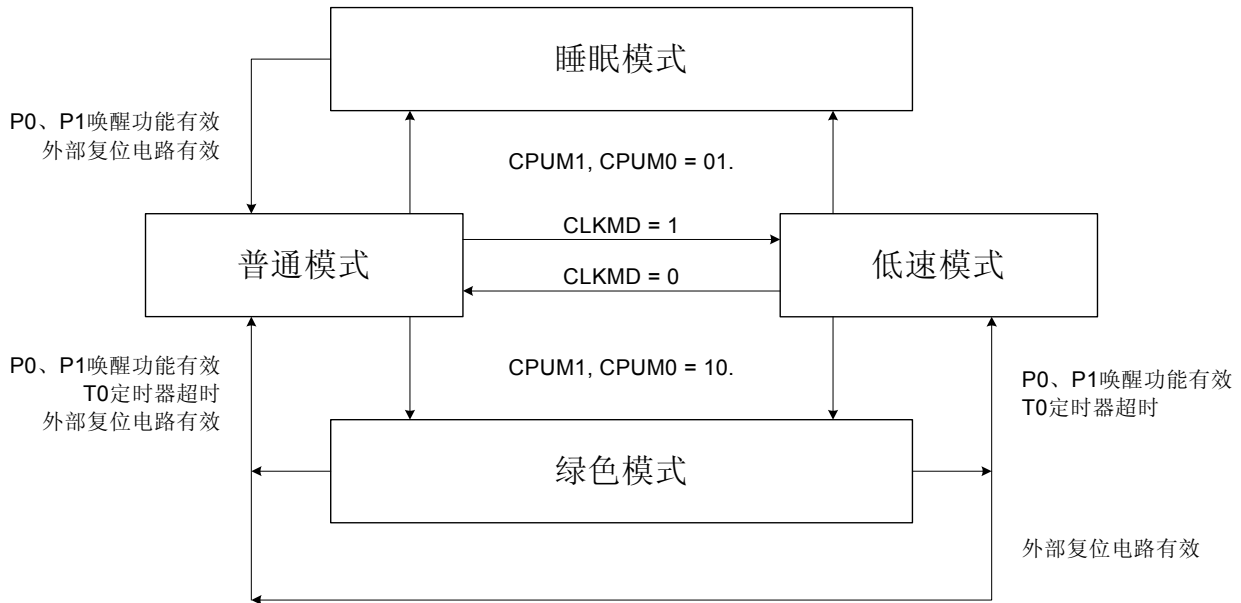 睡眠模式
P0、P1唤醒功能有效
外部复位电路有效
CPUM1, CPUM0 = 01.
CLKMD = 1
普通模式
低速模式
CLKMD = 0
P0、P1唤醒功能有效
T0定时器超时
外部复位电路有效
CPUM1, CPUM0 = 10.
P0、P1唤醒功能有效
T0定时器超时
绿色模式
外部复位电路有效